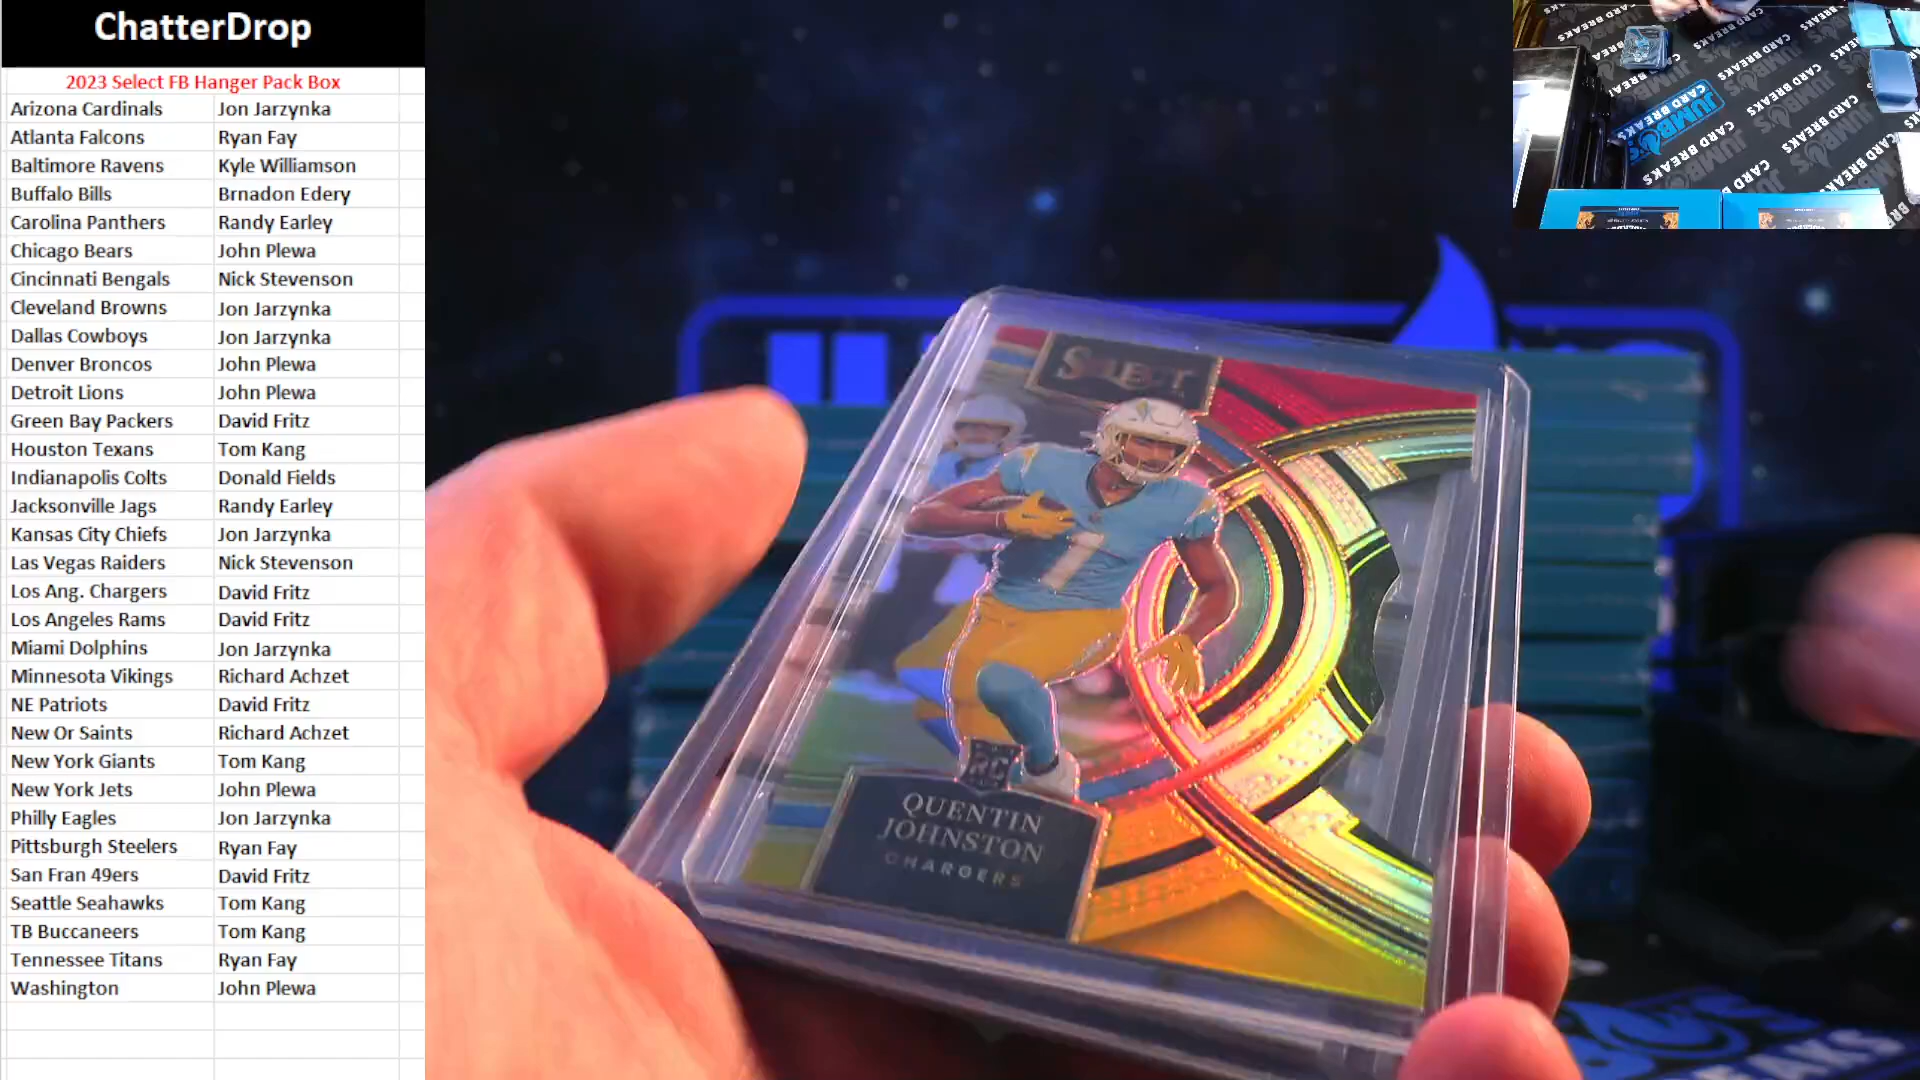 ChatterDrop
2023 Select FB Hanger Pack Box
Arizona Cardinals Jon Jarzynka
Atlanta Falcons Ryan Fay
Baltimore Ravens Kyle Williamson
Buffalo Bills Brnadon Edery
Carolina Panthers Randy Earley
Chicago Bears John Plewa
Cincinnati Bengals Nick Stevenson
Cleveland Browns Jon Jarzynka
Dallas Cowboys Jon Jarzynka
Denver Broncos John Plewa
Detroit Lions John Plewa
Green Bay Packers David Fritz
Houston Texans Tom Kang
Indianapolis Colts Donald Fields
Jacksonville Jags Randy Earley
Kansas City Chiefs Jon Jarzynka
Las Vegas Raiders Nick Stevenson
Los Ang. Chargers David Fritz
Los Angeles Rams David Fritz
Miami Dolphins Jon Jarzynka
Minnesota Vikings Richard Achzet
NE Patriots David Fritz
New Or Saints Richard Achzet
New York Giants Tom Kang
New York Jets John Plewa
Philly Eagles Jon Jarzynka
Pittsburgh Steelers Ryan Fay
San Fran 49ers David Fritz
Seattle Seahawks Tom Kang
TB Buccaneers Tom Kang
Tennessee Titans Ryan Fay
Washington John Plewa
SELECT
1
RC
QUENTIN
JOHNSTON
CHARGERS
JUMBO'S
CARD BREAKS